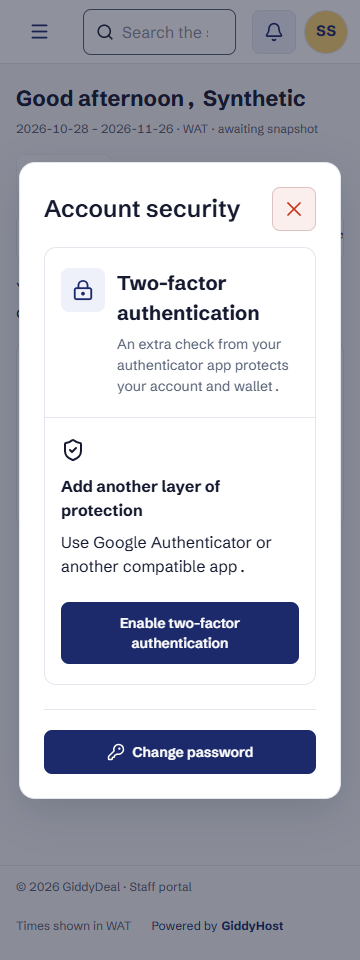 Search the
SS
Good afternoon, Synthetic
2026-10-28 – 2026-11-26 · WAT · awaiting snapshot
Account security
Two-factor
authentication
An extra check from your
authenticator app protects
your account and wallet.
Add another layer of
protection
Use Google Authenticator or
another compatible app.
Enable two-factor
authentication
Change password
© 2026 GiddyDeal · Staff portal
Times shown in WAT Powered by GiddyHost